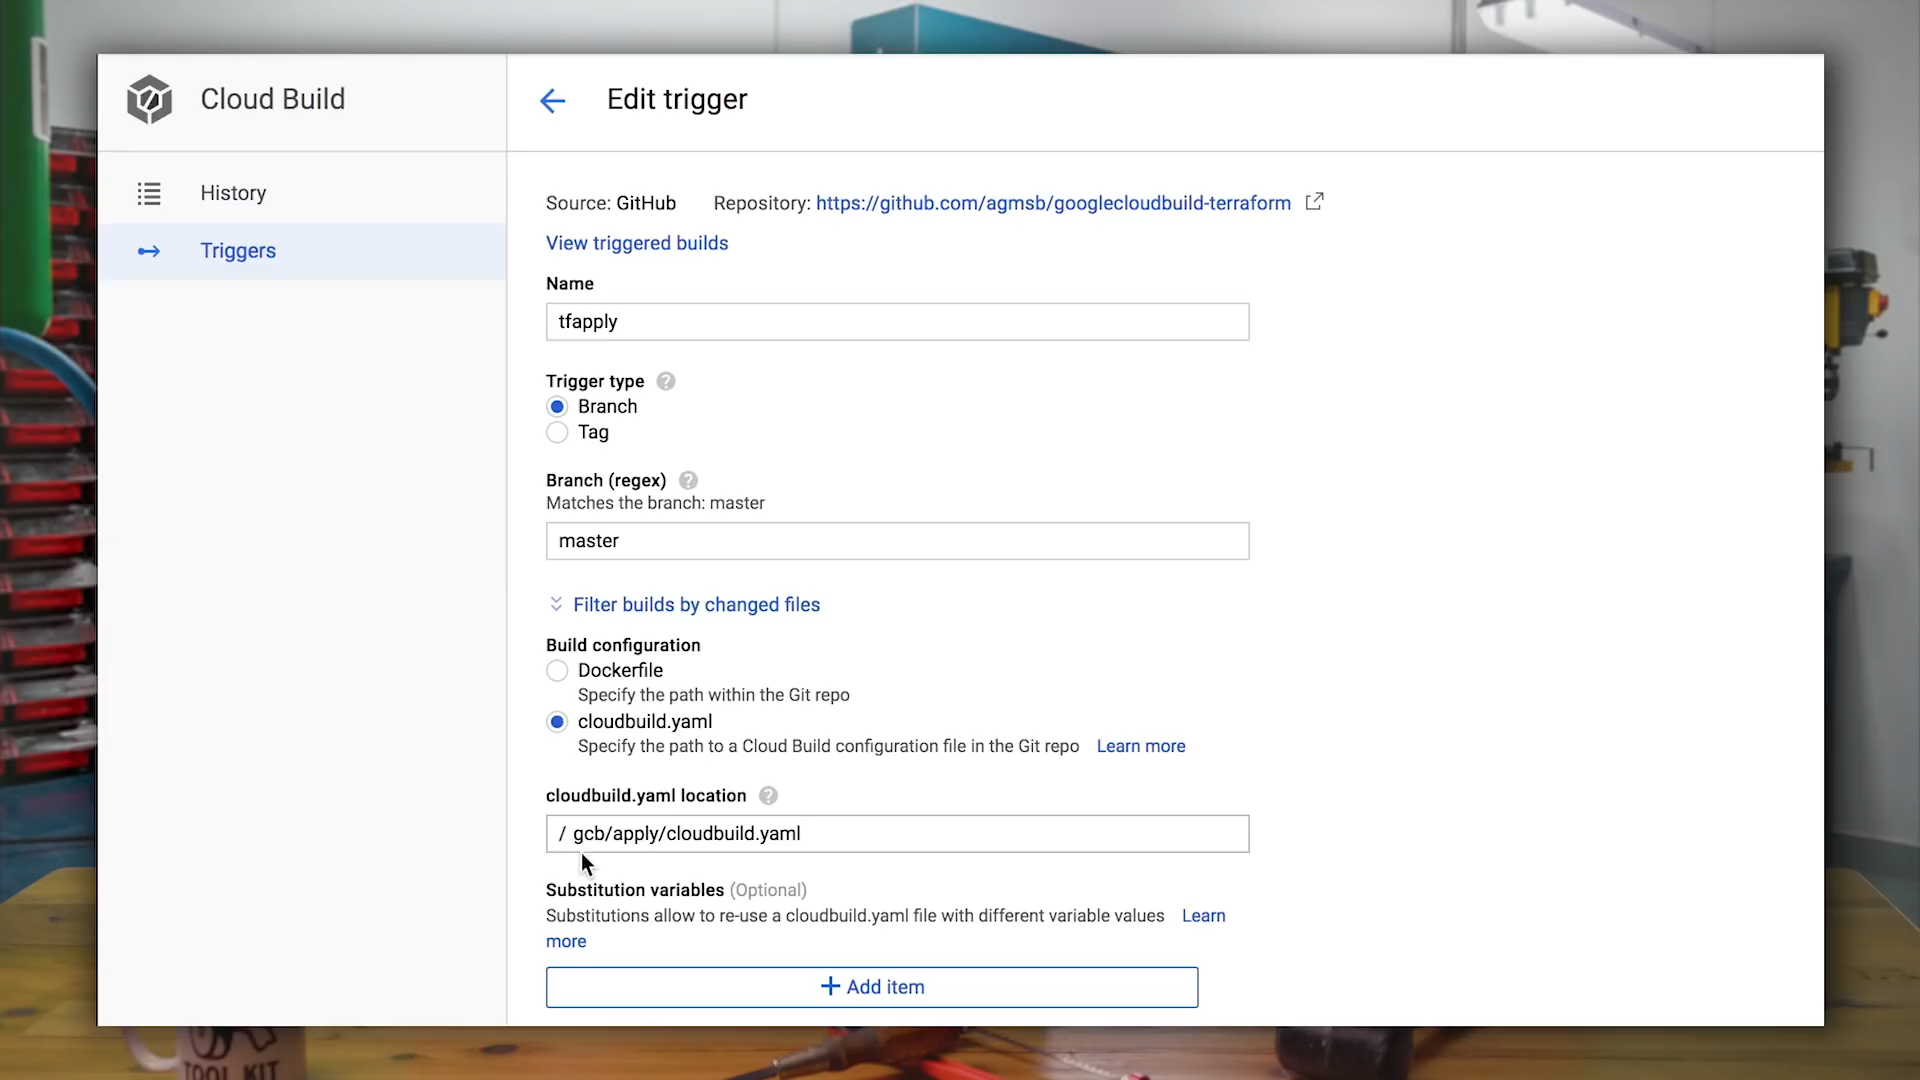 Cloud Build
Edit trigger
History
Triggers
Source: GitHub Repository: https://github.com/agmsb/googlecloudbuild-terraform
View triggered builds
Name
tfapply
Trigger type
Branch
Tag
Branch (regex)
Matches the branch: master
master
Filter builds by changed files
Build configuration
Dockerfile
Specify the path within the Git repo
cloudbuild.yaml
Specify the path to a Cloud Build configuration file in the Git repo Learn more
cloudbuild.yaml location
/ gcb/apply/cloudbuild.yaml
Substitution variables (Optional)
Substitutions allow to re-use a cloudbuild.yaml file with different variable values Learn
more
+ Add item
TOOL KIT